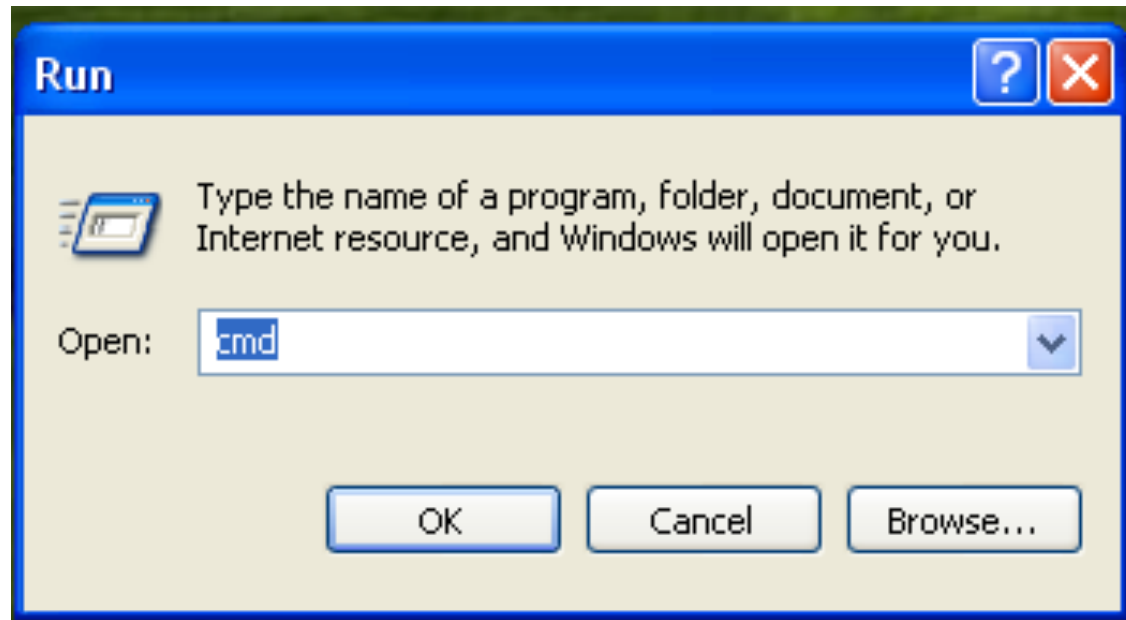 Run
Type the name of a program, folder, document, or
Internet resource, and Windows will open it for you.
Open: cmd
OK Cancel Browse...